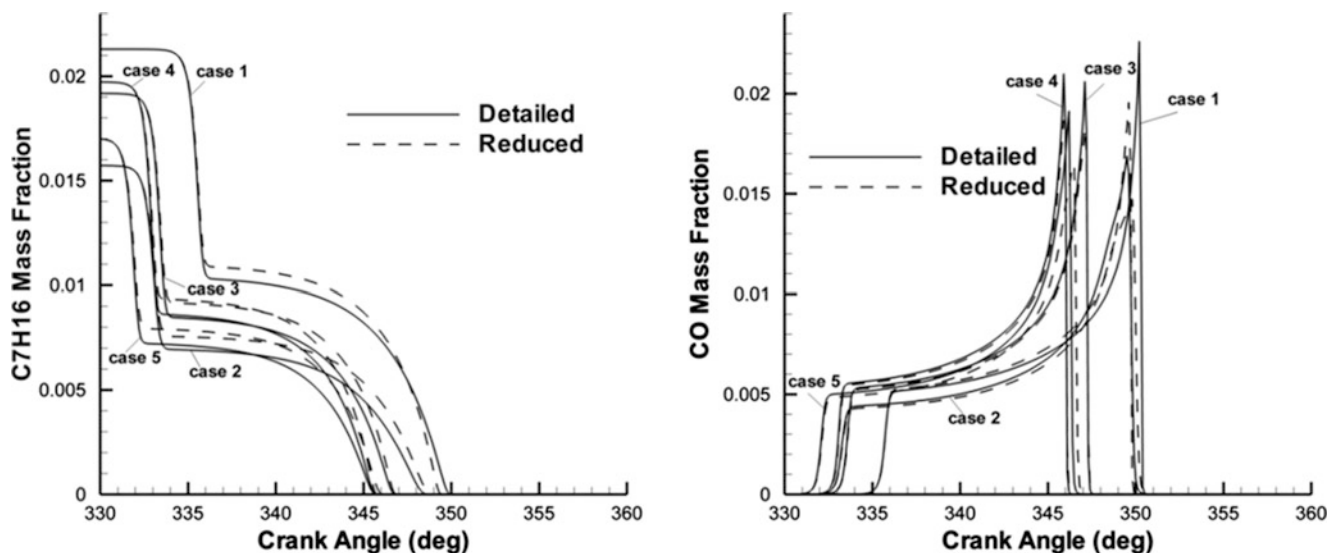 C7H16 Mass Fraction
0.02
0.015
0.01
0.005
0
case 4
case 1
case 3
case 5
case 2
Detailed
Reduced
330 335 340 345 350 355 360
Crank Angle (deg)
CO Mass Fraction
0.02
0.015
0.01
0.005
0
case 4
case 3
case 1
Detailed
Reduced
case 5
case 2
330 335 340 345 350 355 360
Crank Angle (deg)